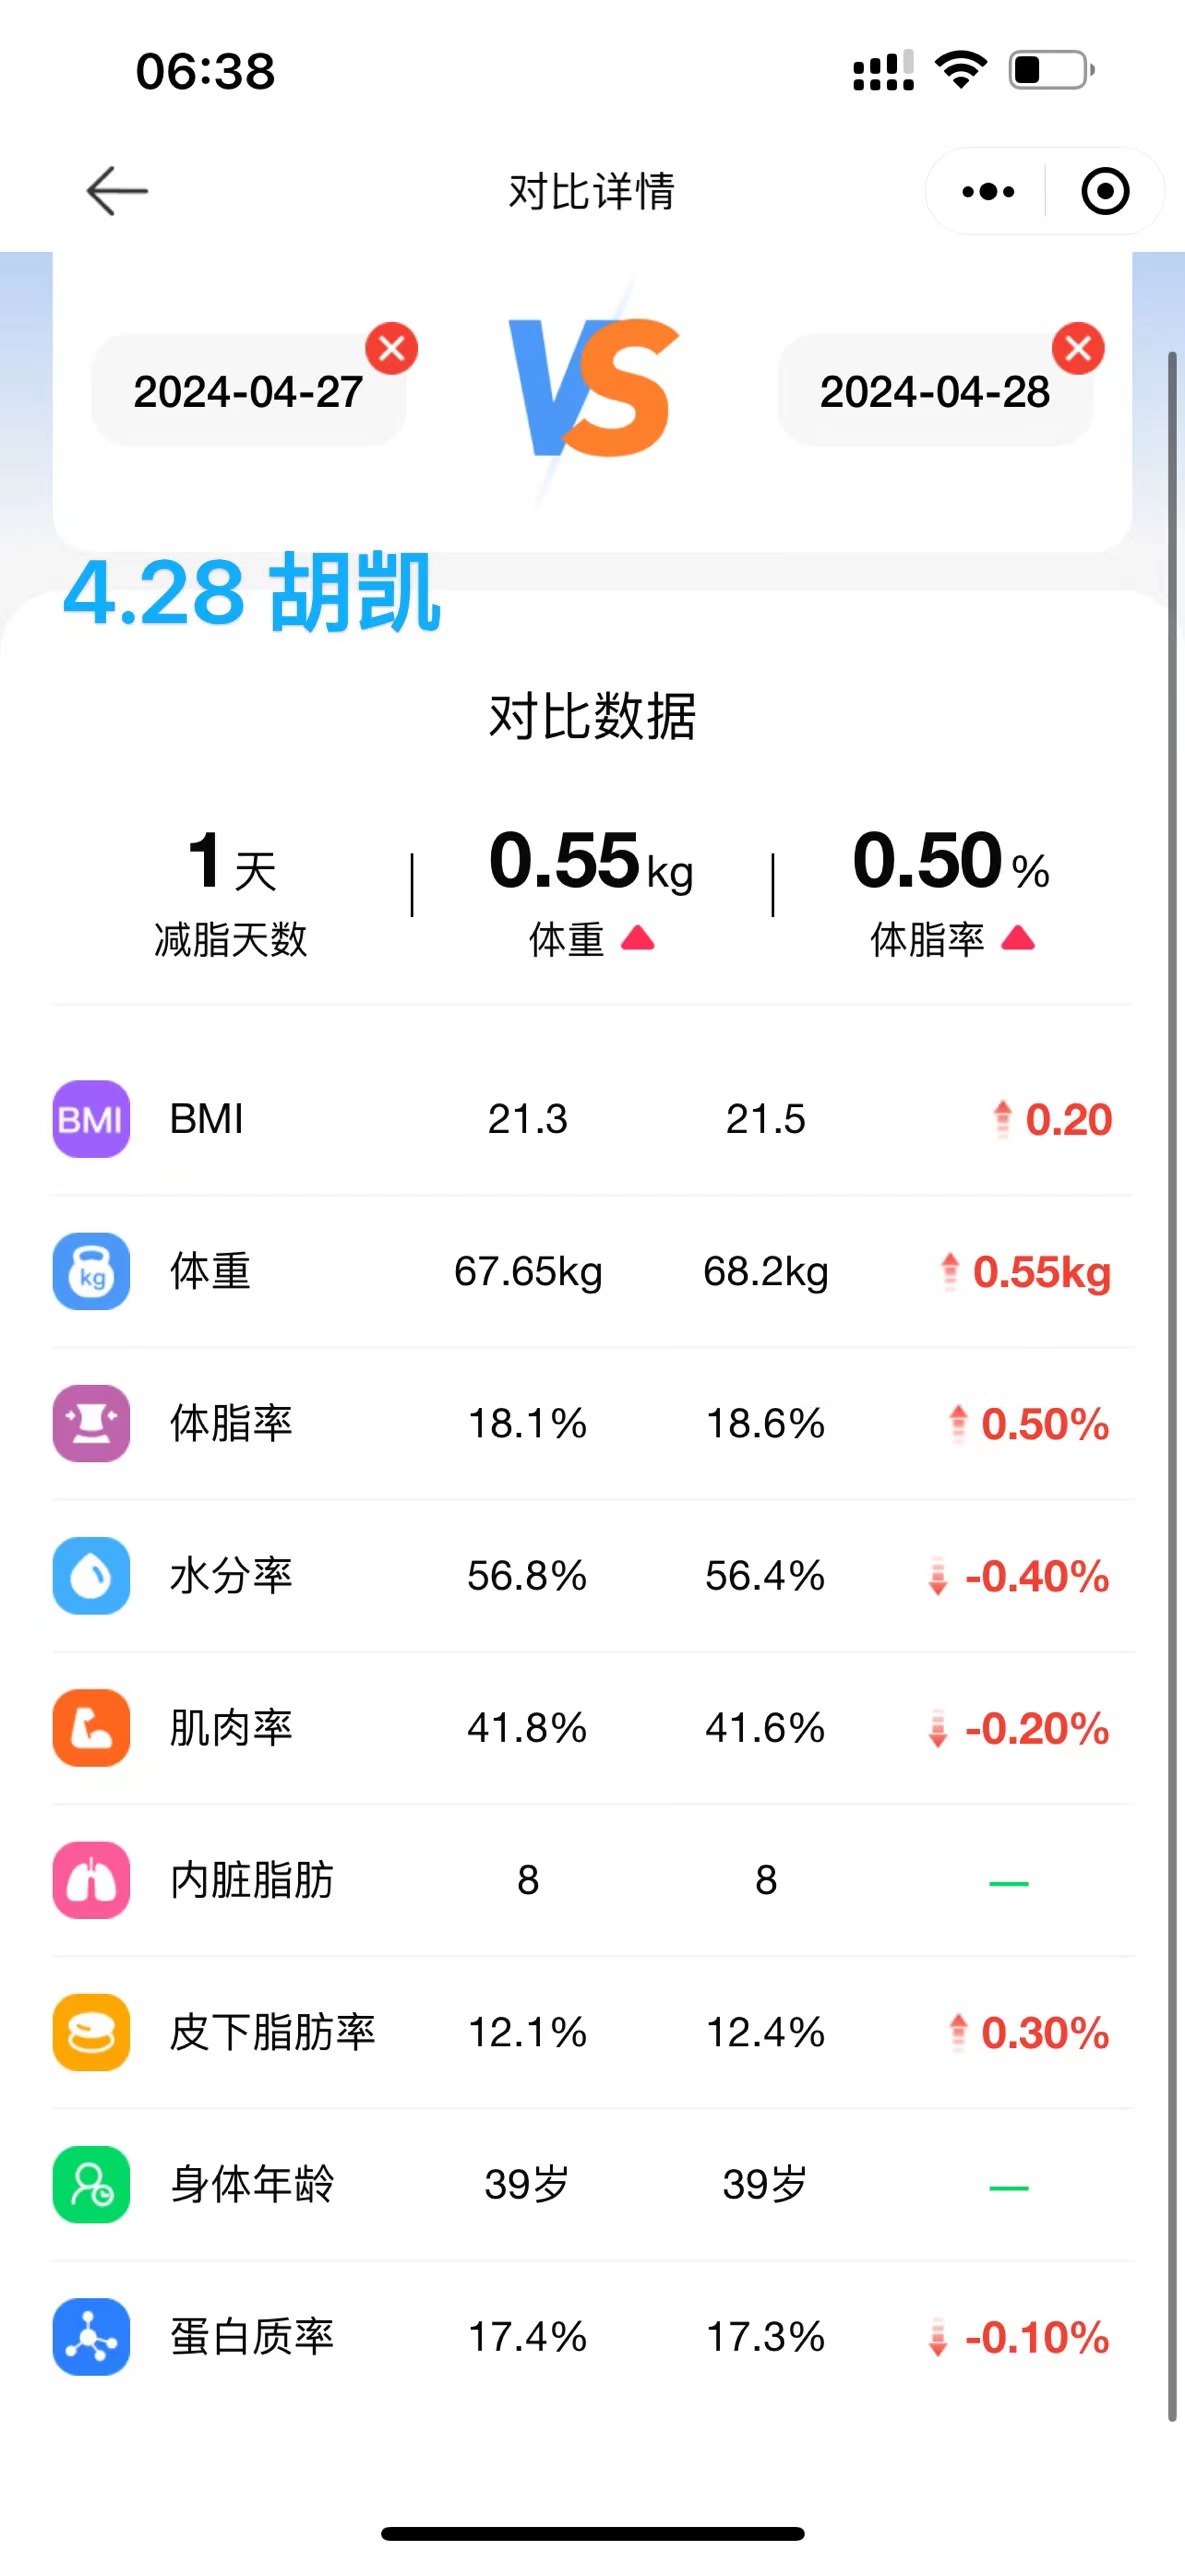 06:38
对比详情
2024-04-27 VS 2024-04-28
4.28 胡凯
对比数据
1天 0.55kg 0.50%
减脂天数 体重 体脂率
BMI BMI 21.3 21.5 0.20
kg 体重 67.65kg 68.2kg 0.55kg
体脂率 18.1% 18.6% 0.50%
水分率 56.8% 56.4% -0.40%
肌肉率 41.8% 41.6% -0.20%
内脏脂肪 8 8 —
皮下脂肪率 12.1% 12.4% 0.30%
身体年龄 39岁 39岁 —
蛋白质率 17.4% 17.3% -0.10%